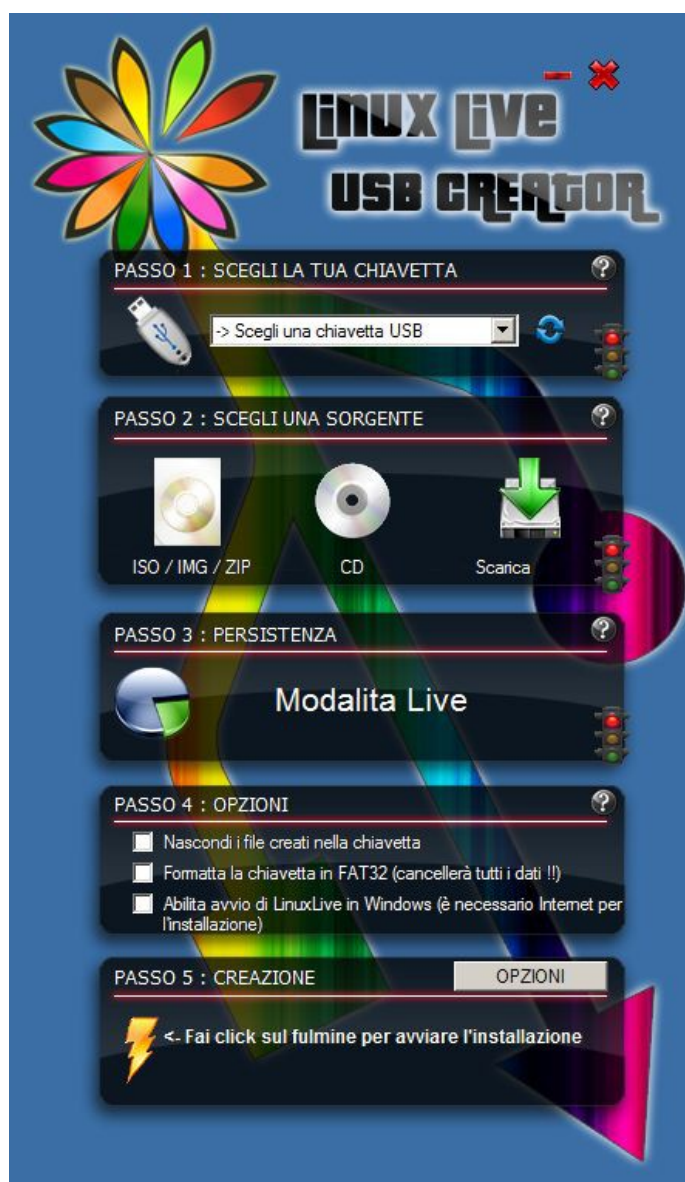 Linux Live
USB Creator
PASSO 1 : SCEGLI LA TUA CHIAVETTA
?
-> Scegli una chiavetta USB
PASSO 2 : SCEGLI UNA SORGENTE
?
ISO / IMG / ZIP
CD
Scarica
PASSO 3 : PERSISTENZA
?
Modalita Live
PASSO 4 : OPZIONI
?
Nascondi i file creati nella chiavetta
Formatta la chiavetta in FAT32 (cancellerà tutti i dati !!)
Abilita avvio di LinuxLive in Windows (è necessario Internet per
l'installazione)
PASSO 5 : CREAZIONE
OPZIONI
<- Fai click sul fulmine per avviare l'installazione